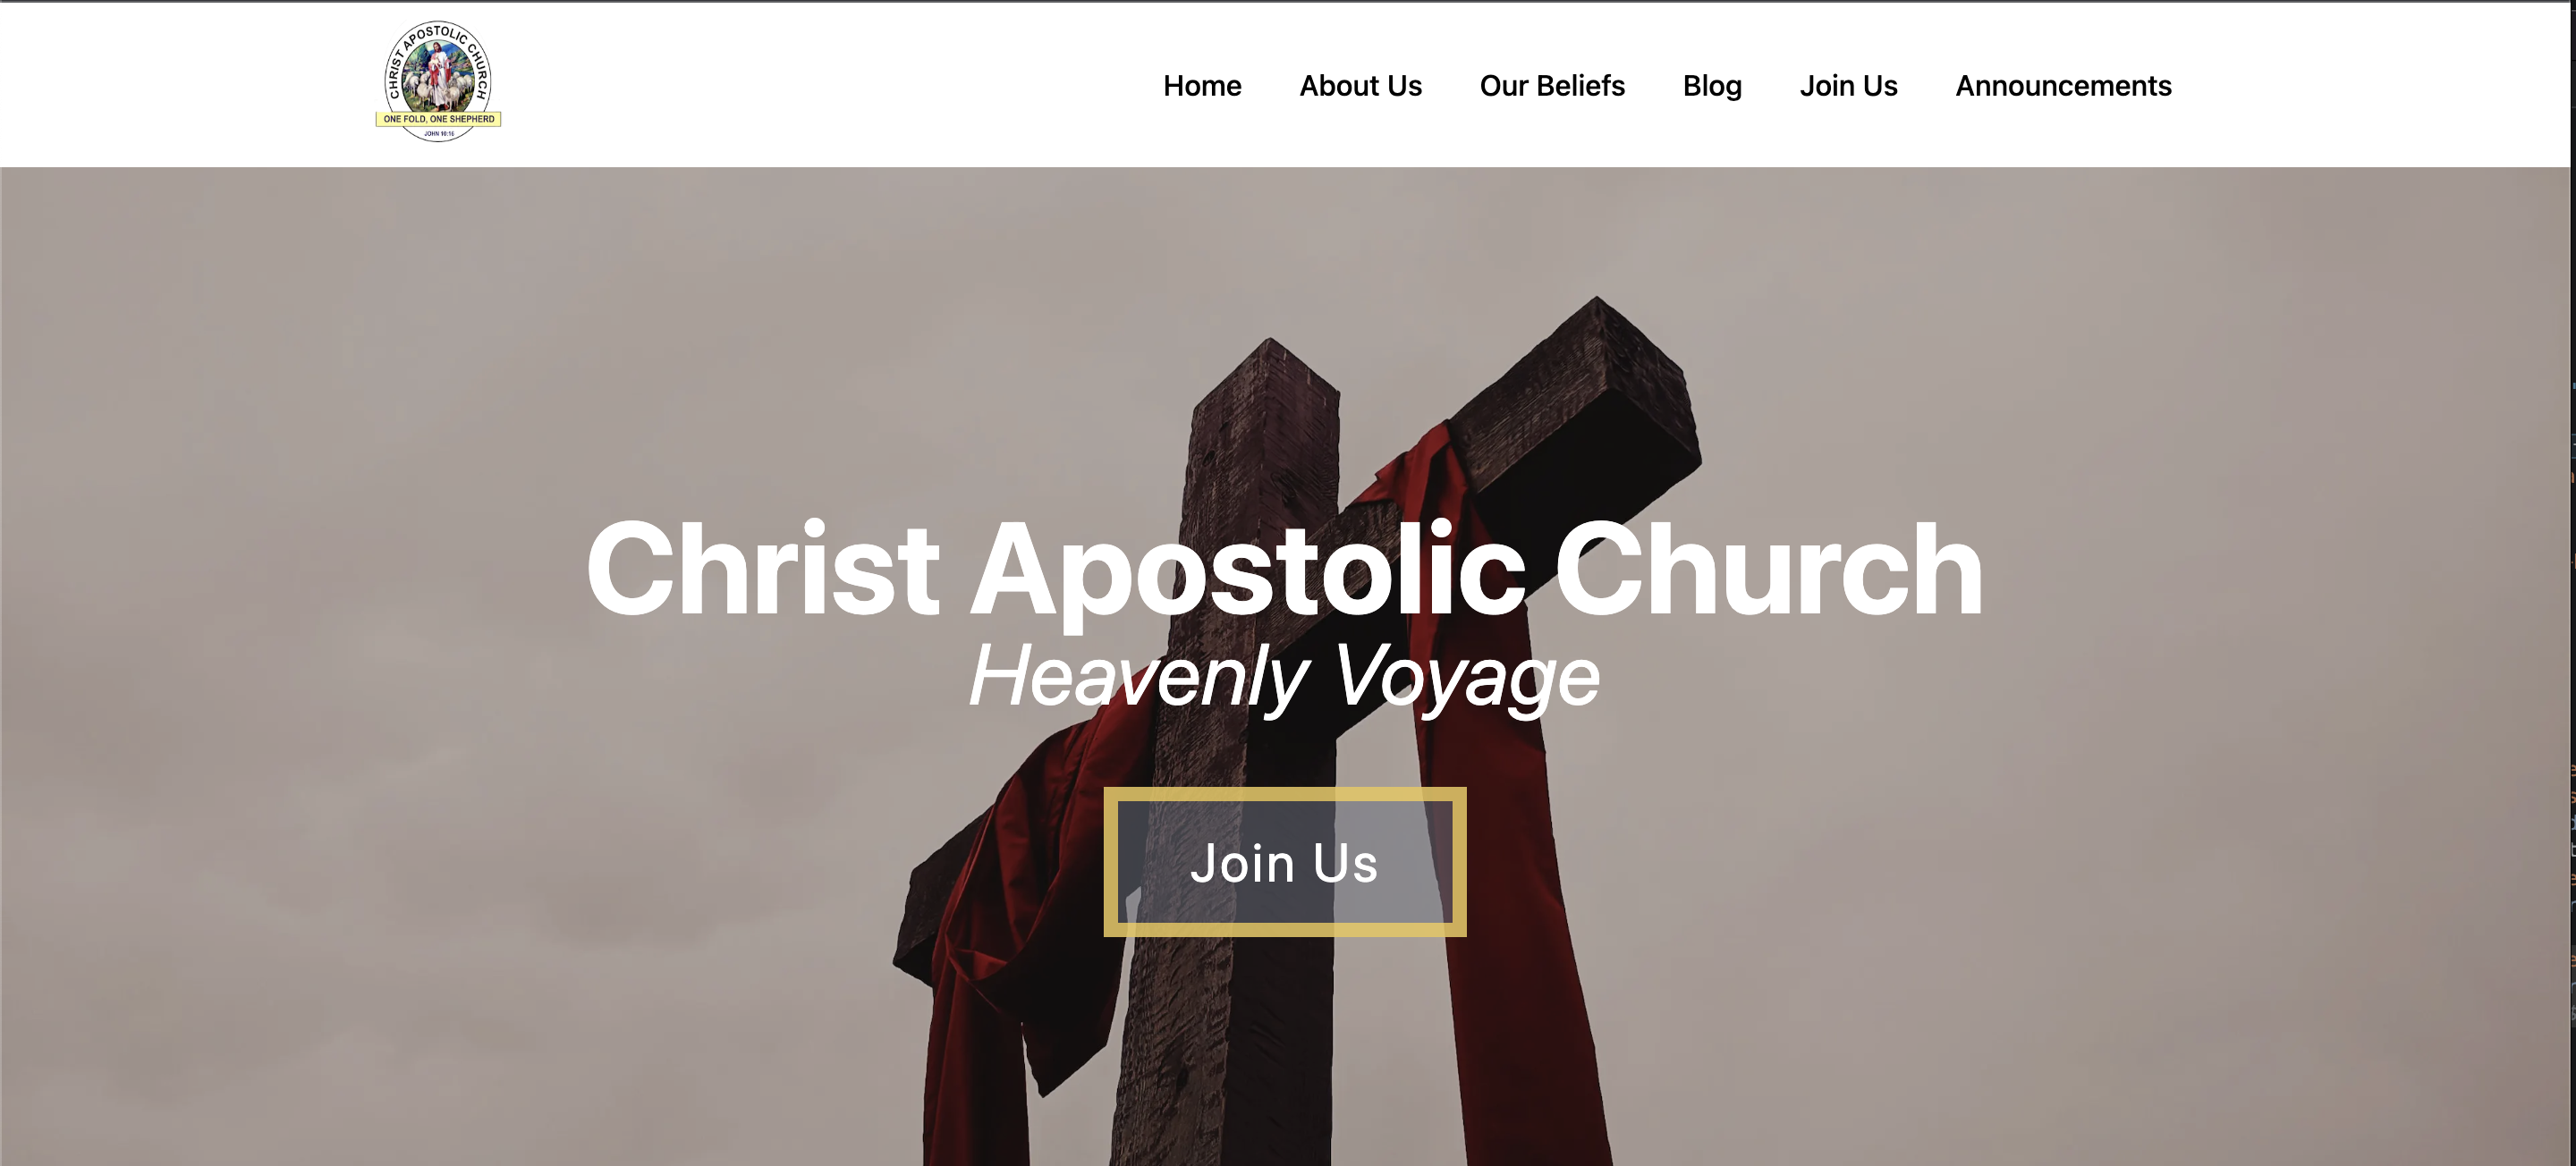 CHRIST APOSTOLIC CHURCH
ONE FOLD, ONE SHEPHERD
JOHN 10:16
Home About Us Our Beliefs Blog Join Us Announcements
Christ Apostolic Church
Heavenly Voyage
Join Us